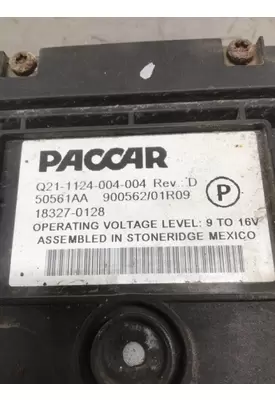 PACCAR
Q21-1124-004-004 Rev: D
50561AA 900562/01R09
P
18327-0128
OPERATING VOLTAGE LEVEL: 9 TO 16V
ASSEMBLED IN STONERIDGE MEXICO